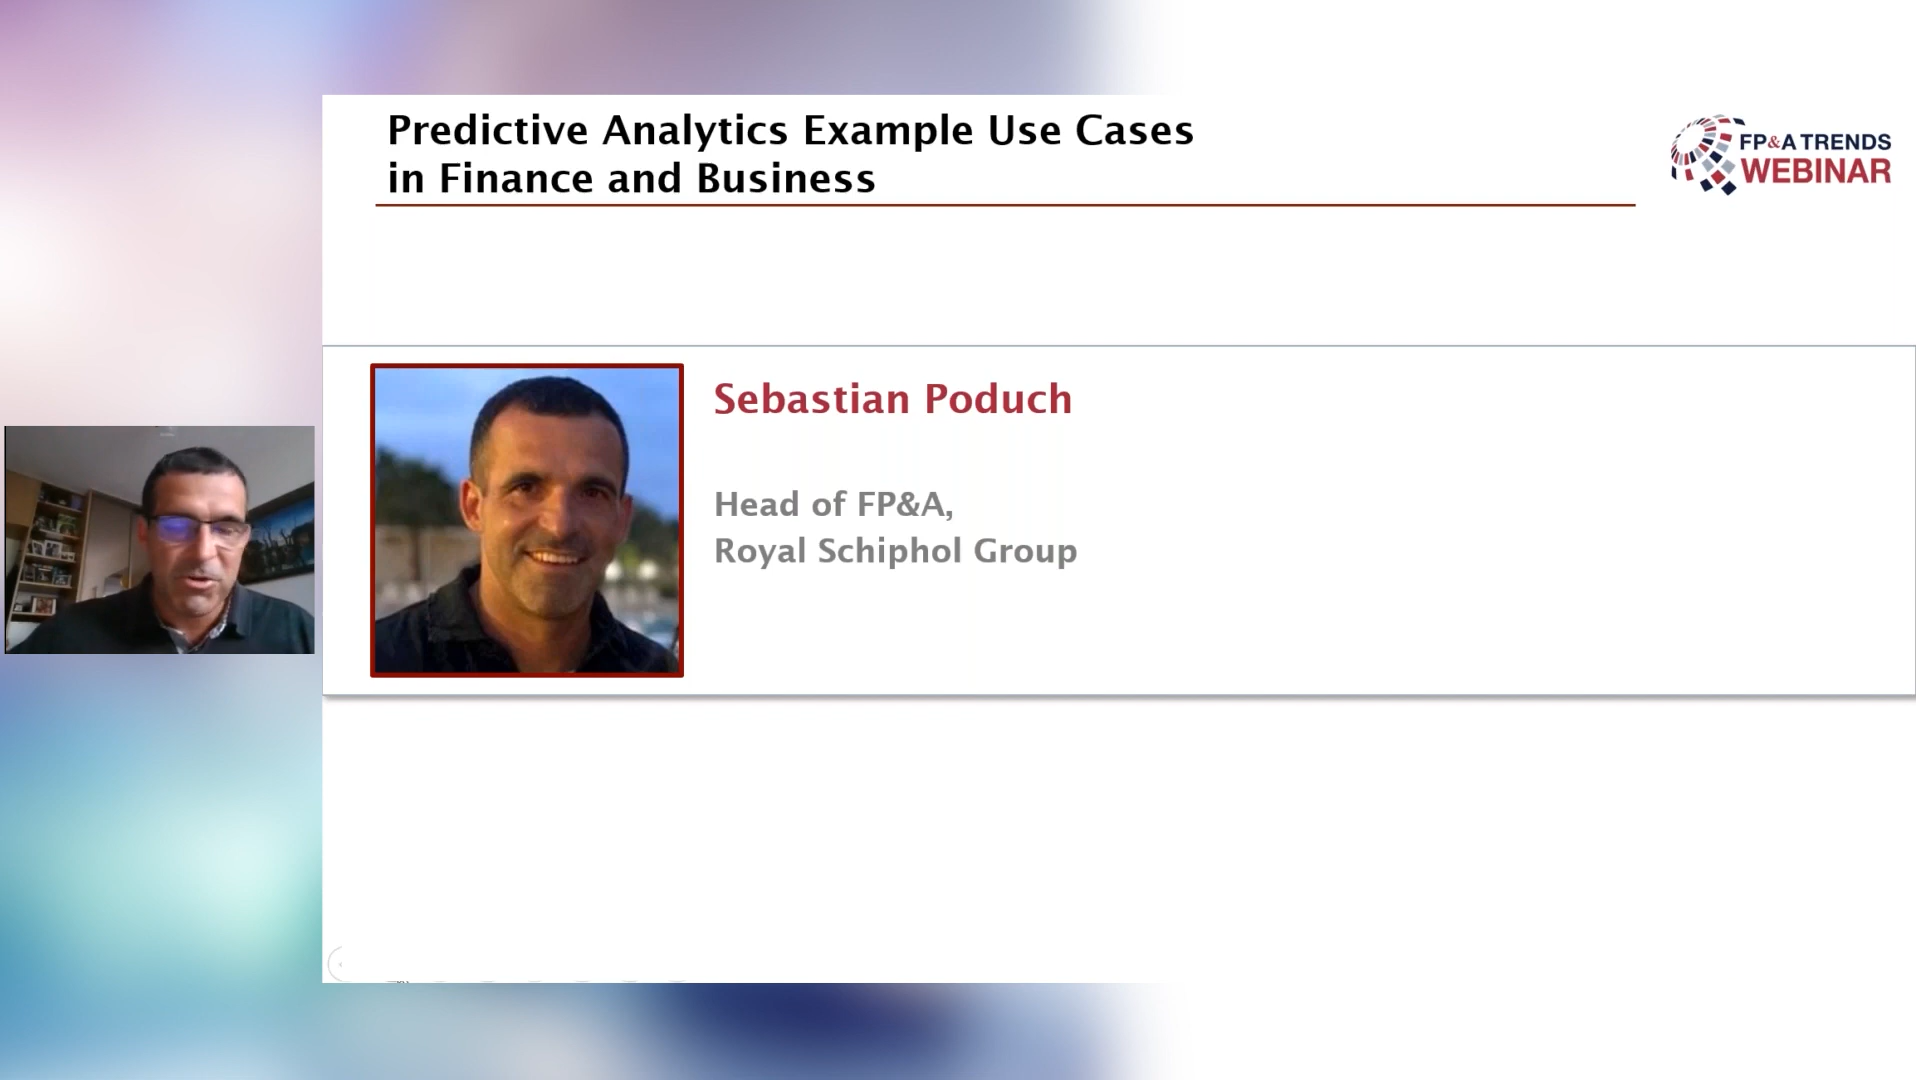 Predictive Analytics Example Use Cases
in Finance and Business
FP&A TRENDS
WEBINAR
Sebastian Poduch
Head of FP&A,
Royal Schiphol Group